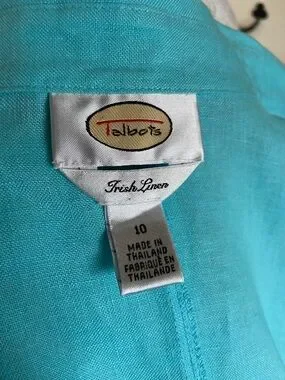 Talbots
Irish Linen
10
MADE IN
THAILAND
FABRIQUÉ EN
THAILANDE